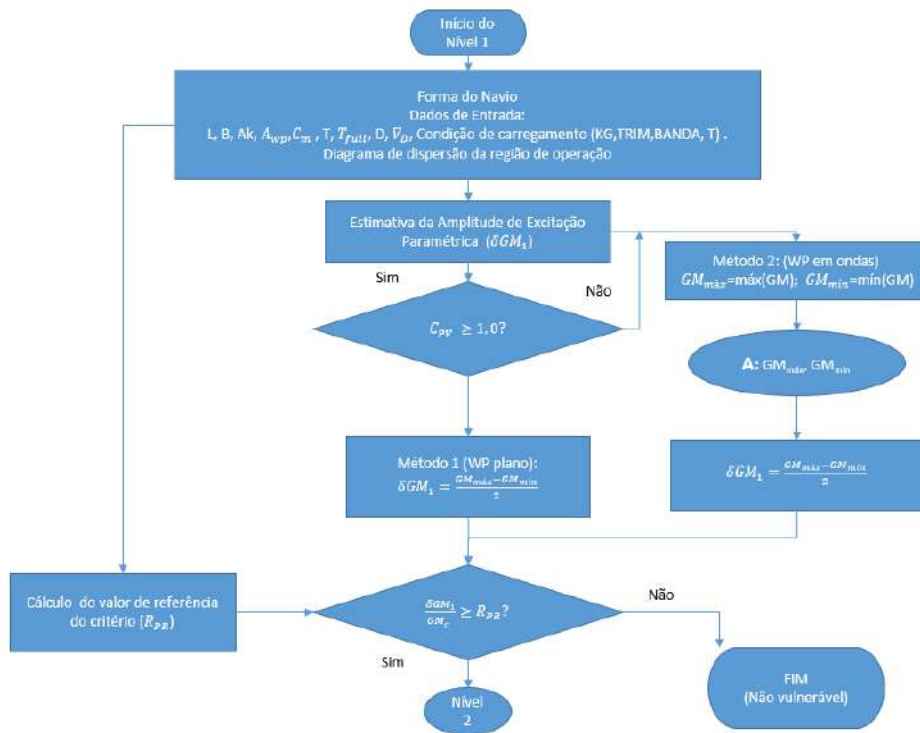 Início do
Nível 1
Forma do Navio
Dados de Entrada:
L, B, Ak, A_wp, C_m , T, T_full, D, ∇_D, Condição de carregamento (KG,TRIM,BANDA, T) .
Diagrama de dispersão da região de operação
Estimativa da Amplitude de Excitação
Paramétrica (δGM_1)
Sim
Não
C_PV ≥ 1,0?
Método 2: (WP em ondas)
GM_máx=máx(GM); GM_mín=mín(GM)
A: GM_máx, GM_mín
Método 1 (WP plano):
δGM_1 = (GM_máx−GM_mín)/2
δGM_1 = (GM_máx−GM_mín)/2
Cálculo do valor de referência
do critério (R_PR)
δGM_1/GM_C ≥ R_PR?
Não
Sim
Nível
2
FIM
(Não vulnerável)